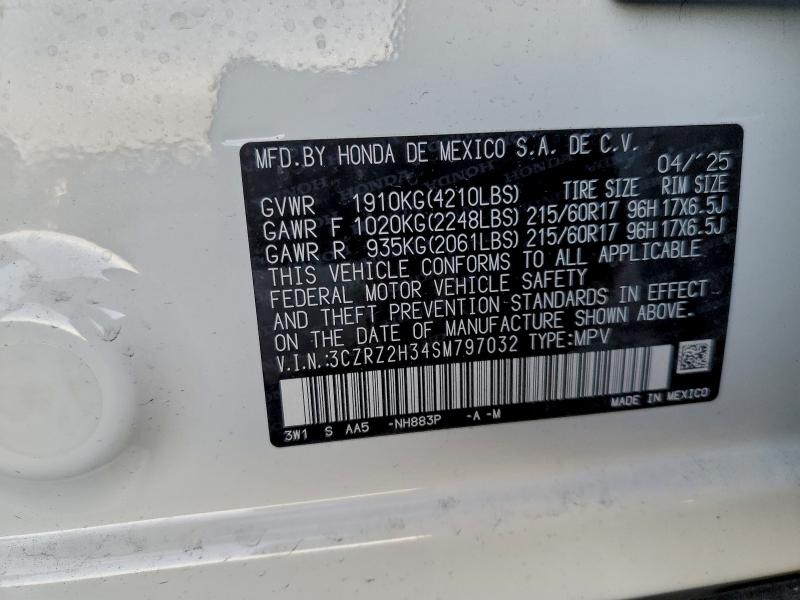 MFD.BY HONDA DE MEXICO S.A. DE C.V. 04/'25
GVWR 1910KG(4210LBS) TIRE SIZE RIM SIZE
GAWR F 1020KG(2248LBS) 215/60R17 96H 17X6.5J
GAWR R 935KG(2061LBS) 215/60R17 96H 17X6.5J
THIS VEHICLE CONFORMS TO ALL APPLICABLE
FEDERAL MOTOR VEHICLE SAFETY
AND THEFT PREVENTION STANDARDS IN EFFECT
ON THE DATE OF MANUFACTURE SHOWN ABOVE.
V.I.N.:3CZRZ2H34SM797032 TYPE:MPV
MADE IN MEXICO
3W1 S AA5 -NH883P -A -M